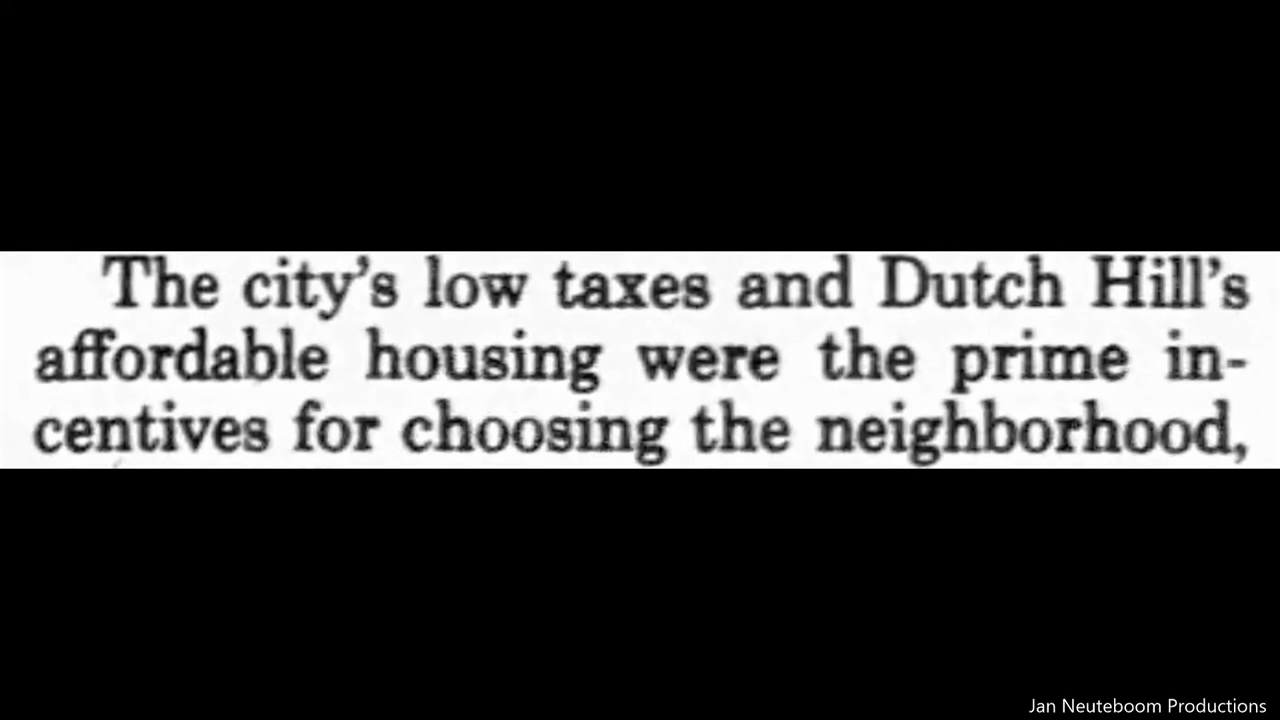 The city's low taxes and Dutch Hill's
affordable housing were the prime in-
centives for choosing the neighborhood,
Jan Neuteboom Productions